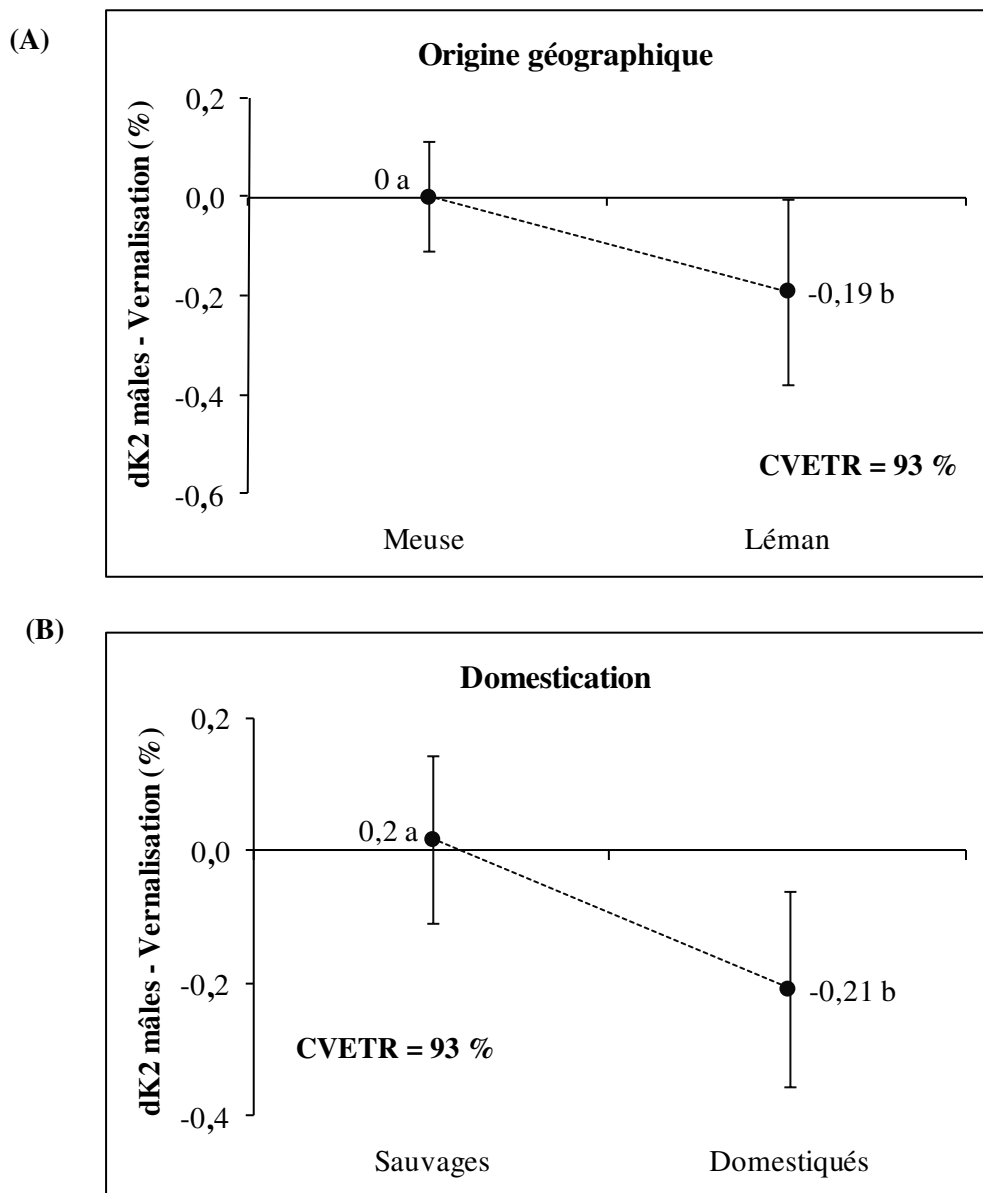 (A)
Origine géographique
dK2 mâles - Vernalisation (%)
0,2
0,0
-0,2
-0,4
-0,6
0 a
-0,19 b
CVETR = 93 %
Meuse Léman
(B)
Domestication
dK2 mâles - Vernalisation (%)
0,2
0,0
-0,2
-0,4
0,2 a
-0,21 b
CVETR = 93 %
Sauvages Domestiqués